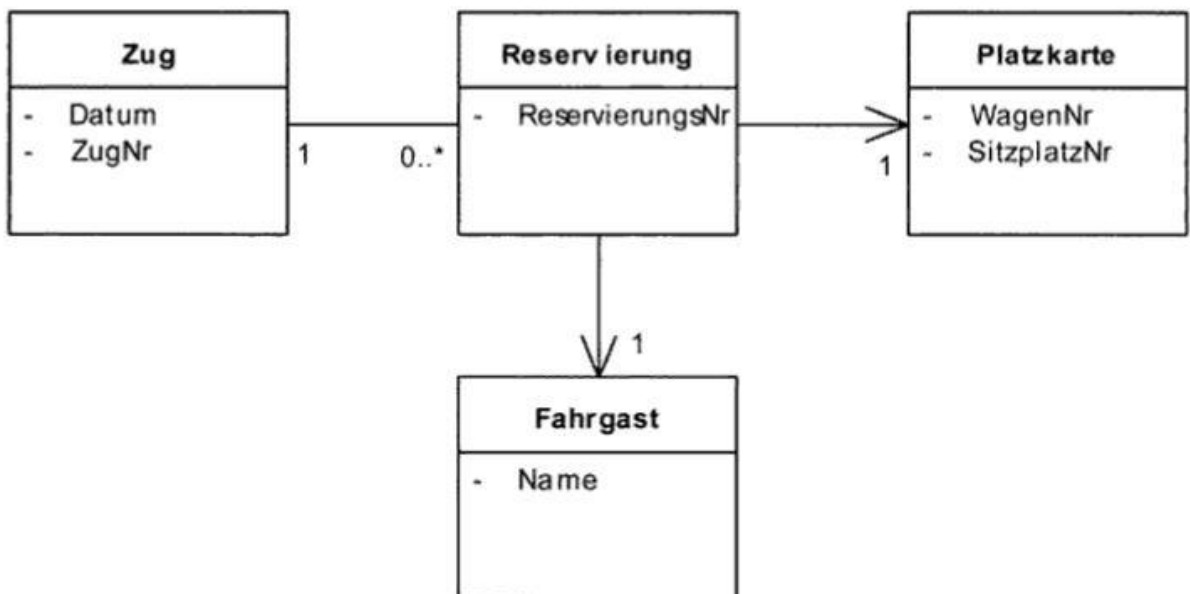 Zug
- Datum
- ZugNr
1
0..*
Reservierung
- ReservierungsNr
1
Platzkarte
- WagenNr
- SitzplatzNr
1
Fahrgast
- Name